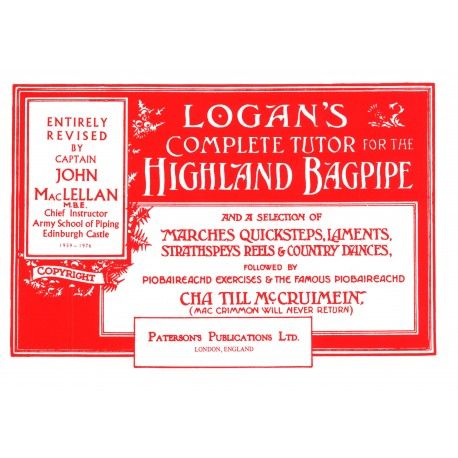 ENTIRELY
REVISED
BY
CAPTAIN
JOHN
MacLELLAN
M.B.E.
Chief Instructor
Army School of Piping
Edinburgh Castle
1959 – 1976
COPYRIGHT
LOGAN'S
COMPLETE TUTOR FOR THE
HIGHLAND BAGPIPE
AND A SELECTION OF
MARCHES QUICKSTEPS, LAMENTS,
STRATHSPEYS REELS & COUNTRY DANCES,
FOLLOWED BY
PIOBAIREACHD EXERCISES & THE FAMOUS PIOBAIREACHD
CHA TILL McCRUIMEIN,
(MAC CRIMMON WILL NEVER RETURN)
PATERSON'S PUBLICATIONS LTD.
LONDON, ENGLAND